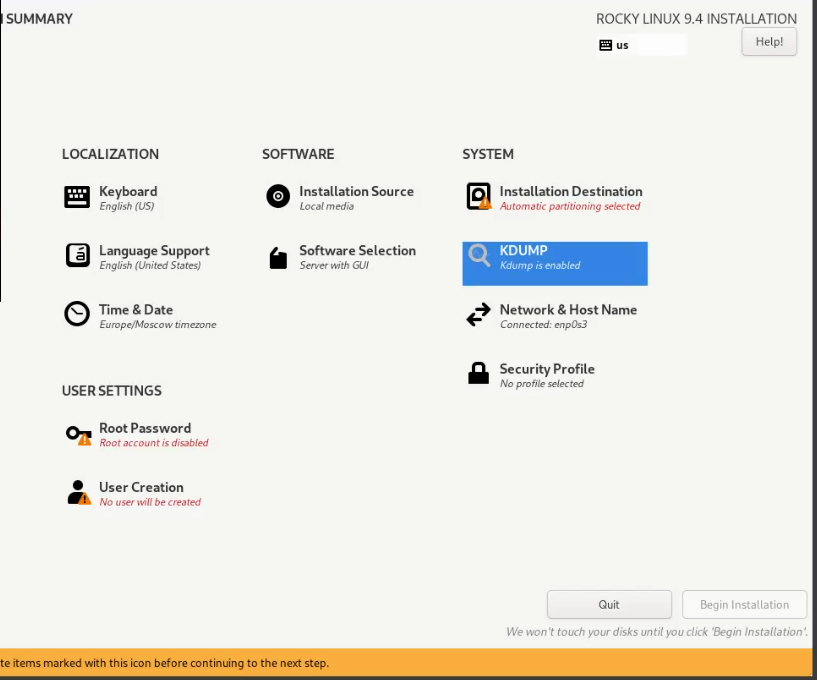 SUMMARY
ROCKY LINUX 9.4 INSTALLATION
us
Help!
LOCALIZATION
Keyboard
English (US)
Language Support
English (United States)
Time & Date
Europe/Moscow timezone
SOFTWARE
Installation Source
Local media
Software Selection
Server with GUI
SYSTEM
Installation Destination
Automatic partitioning selected
KDUMP
Kdump is enabled
Network & Host Name
Connected: enp0s3
Security Profile
No profile selected
USER SETTINGS
Root Password
Root account is disabled
User Creation
No user will be created
Quit
Begin Installation
We won't touch your disks until you click 'Begin Installation'.
te items marked with this icon before continuing to the next step.